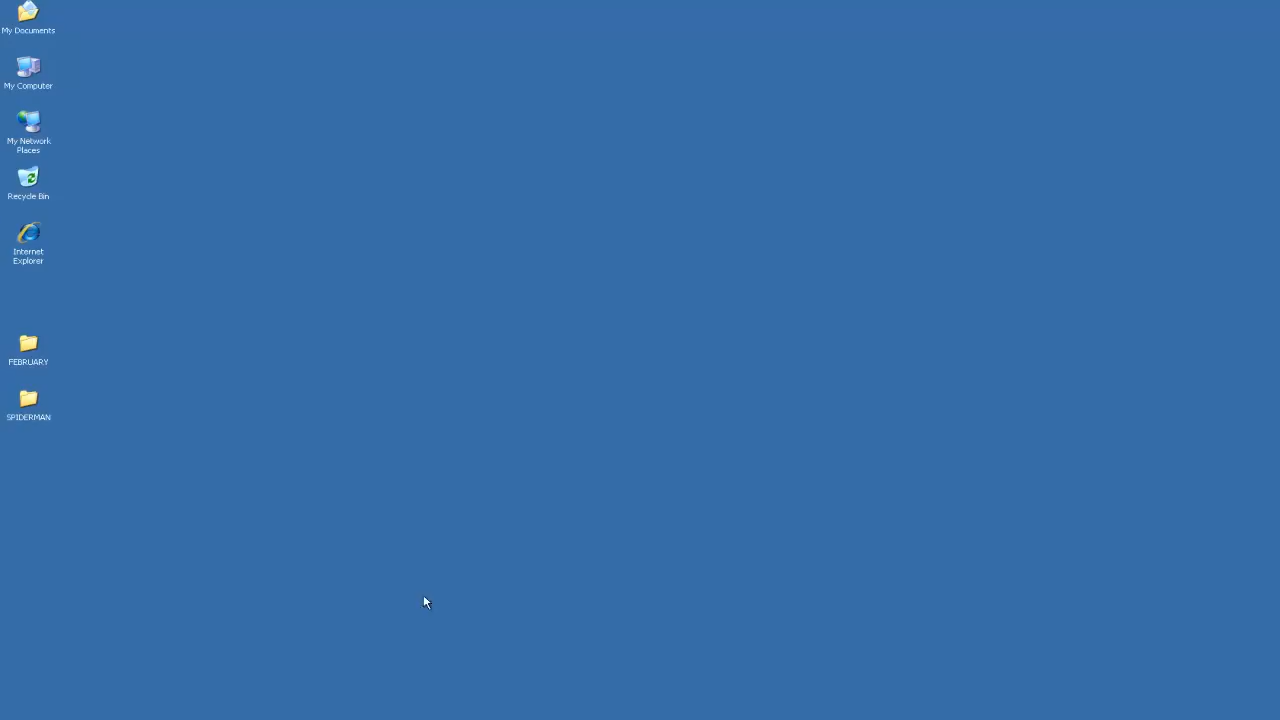 My Documents
My Computer
My Network
Places
Recycle Bin
Internet
Explorer
FEBRUARY
SPIDERMAN